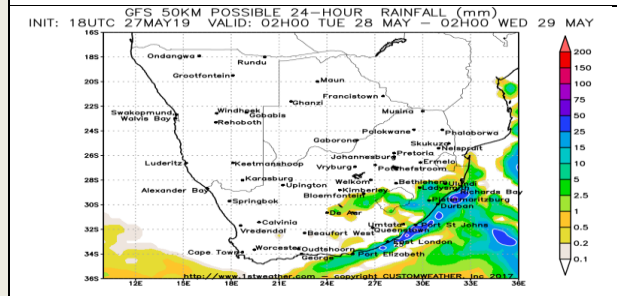 GFS 50KM POSSIBLE 24-HOUR RAINFALL (mm)
INIT: 18UTC 27MAY19 VALID: 02H00 TUE 28 MAY - 02H00 WED 29 MAY
16S
18S
20S
22S
24S
26S
28S
30S
32S
34S
36S
Ondangwa
Rundu
Grootfontein
Maun
Francistown
Ghanzi
Windhoek
Gobabis
Swakopmund
Walvis Bay
Rehoboth
Musina
Polokwane
Phalaborwa
Gaborone
Skukuza
Nelspruit
Johannesburg
Pretoria
Luderitz
Keetmanshoop
Vryburg
Potchefstroom
Ermelo
Karasburg
Upington
Welkom
Bethlehem
Ulundi
Alexander Bay
Kimberley
Ladysmith
Richards Bay
Bloemfontein
Springbok
Pietermaritzburg
Durban
De Aar
Calvinia
Vredendal
Umtata
Port St Johns
Beaufort West
Queenstown
East London
Cape Town
Worcester
Oudtshoorn
George
Port Elizabeth
http://www.1stweather.com - copyright CUSTOMWEATHER, Inc 2017
12E 15E 18E 21E 24E 27E 30E 33E 36E
200
150
100
75
50
25
15
10
5
2.5
1
0.5
0.2
0.1